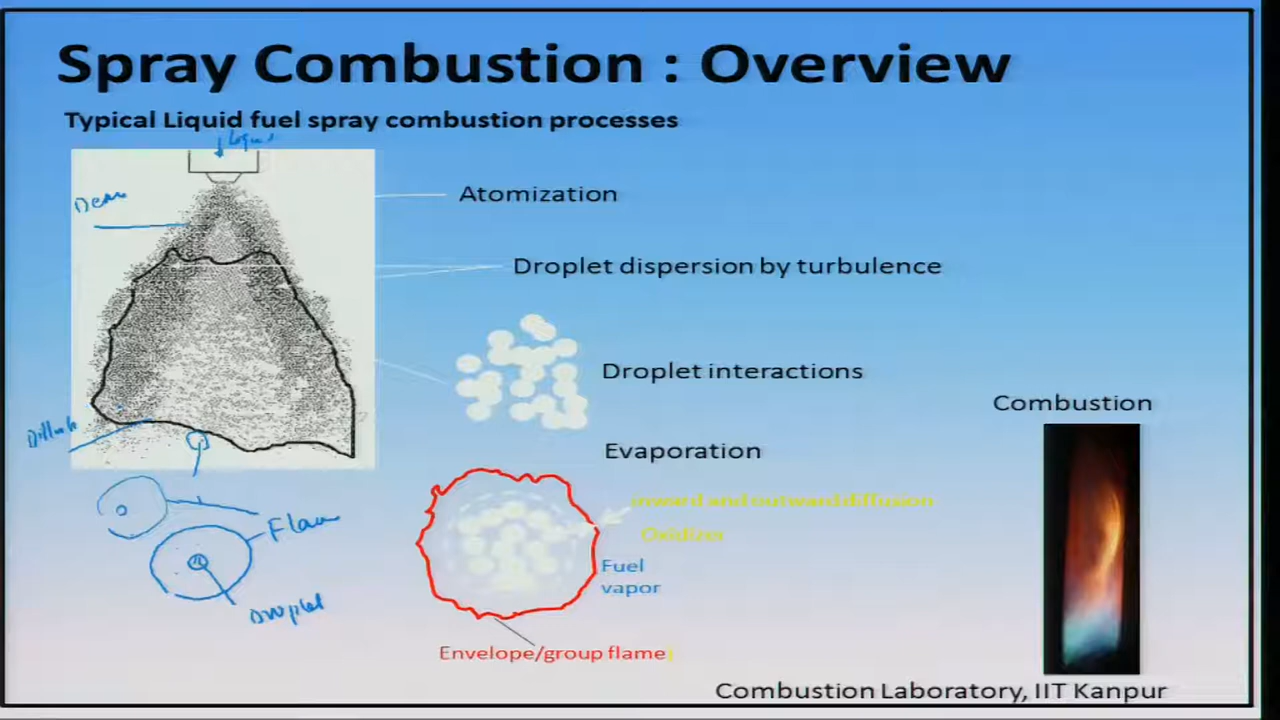 Spray Combustion : Overview
Typical Liquid fuel spray combustion processes
Atomization
Droplet dispersion by turbulence
Droplet interactions
Combustion
Evaporation
inward and outward diffusion
Oxidizer
Fuel
vapor
Droplet
Envelope/group flame
Combustion Laboratory, IIT Kanpur